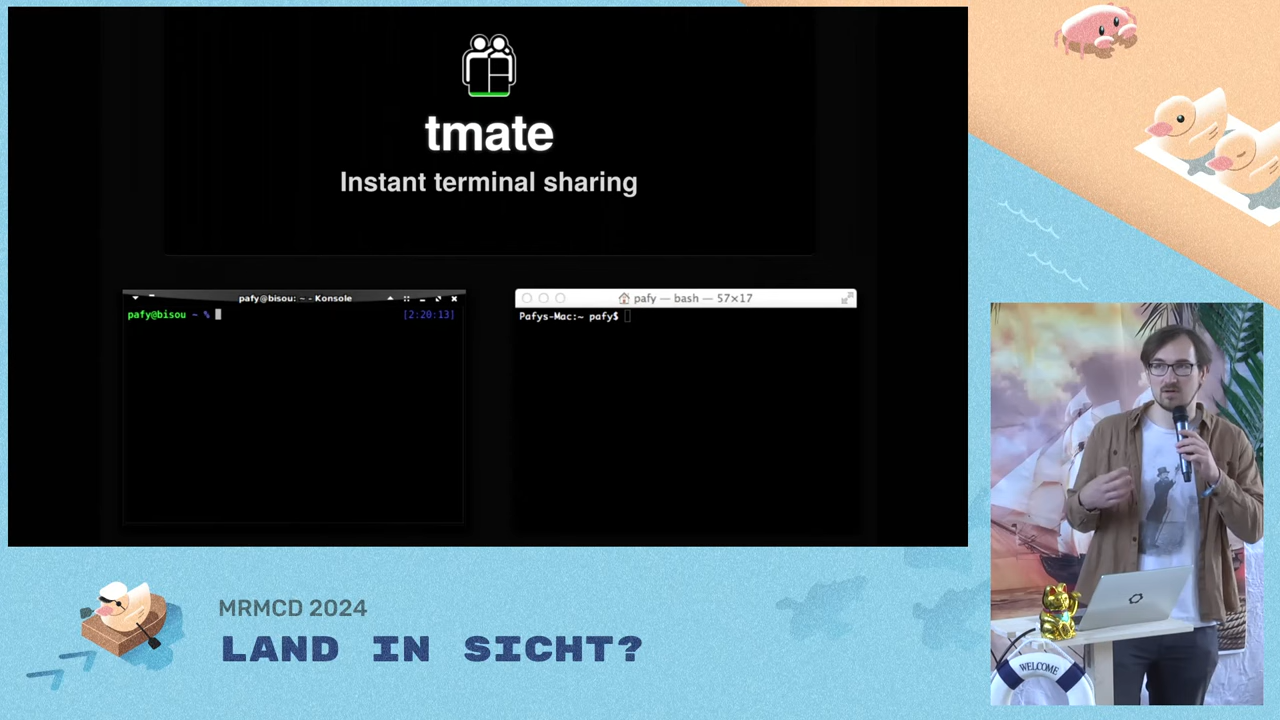 tmate
Instant terminal sharing
pafy@bisou: ~ - Konsole
pafy@bisou ~ % [2:20:13]
pafy — bash — 57×17
Pafys-Mac:~ pafy$
MRMCD 2024
LAND IN SICHT?
WELCOME